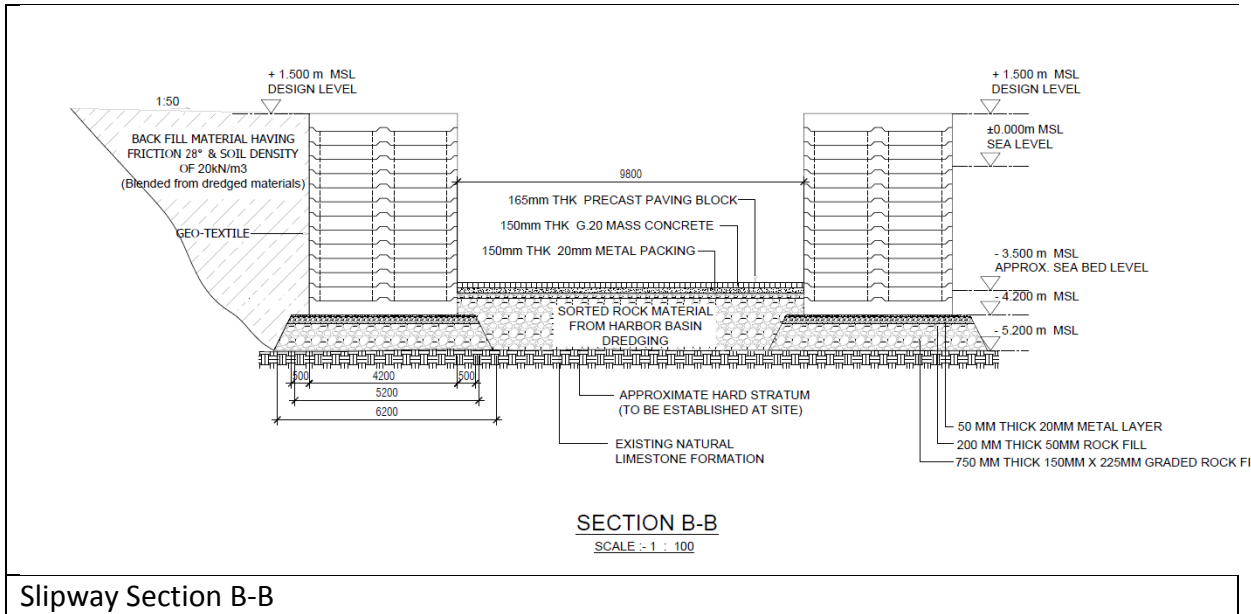 + 1.500 m MSL
DESIGN LEVEL
1:50
BACK FILL MATERIAL HAVING
FRICTION 28° & SOIL DENSITY
OF 20kN/m3
(Blended from dredged materials)
GEO-TEXTILE
9800
165mm THK PRECAST PAVING BLOCK
150mm THK G.20 MASS CONCRETE
150mm THK 20mm METAL PACKING
SORTED ROCK MATERIAL
FROM HARBOR BASIN
DREDGING
+ 1.500 m MSL
DESIGN LEVEL
±0.000m MSL
SEA LEVEL
- 3.500 m MSL
APPROX. SEA BED LEVEL
- 4.200 m MSL
- 5.200 m MSL
500
4200
500
5200
6200
APPROXIMATE HARD STRATUM
(TO BE ESTABLISHED AT SITE)
EXISTING NATURAL
LIMESTONE FORMATION
50 MM THICK 20MM METAL LAYER
200 MM THICK 50MM ROCK FILL
750 MM THICK 150MM X 225MM GRADED ROCK FI
SECTION B-B
SCALE :- 1 : 100
Slipway Section B-B